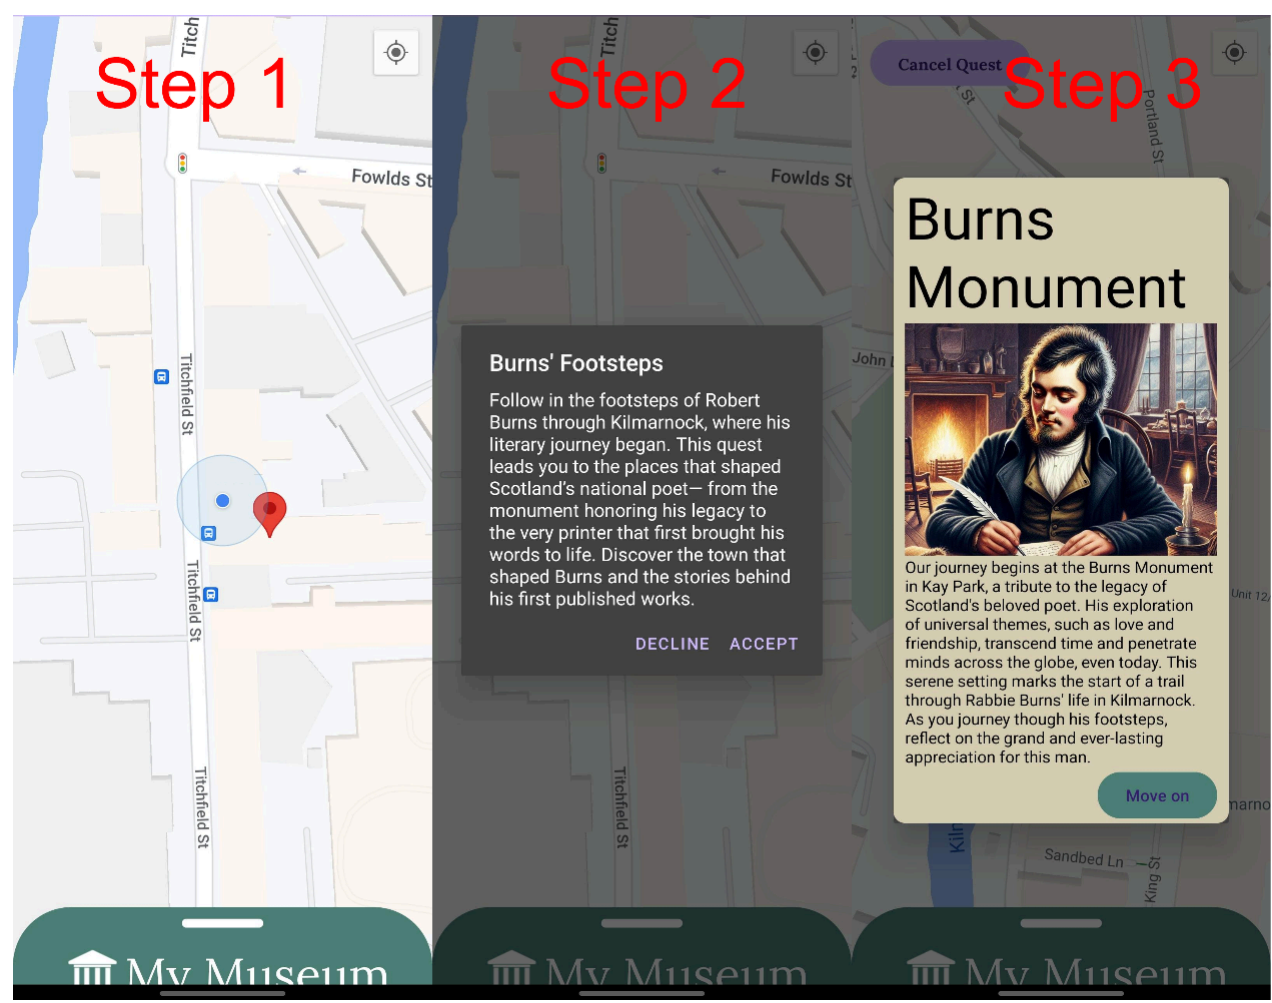 Step 1
Titch
Fowlds St
Titchfield St
Titchfield St
Titchfield St
My Museum
Step 2
Titch
Fowlds St
Burns' Footsteps
Follow in the footsteps of Robert
Burns through Kilmarnock, where his
literary journey began. This quest
leads you to the places that shaped
Scotland's national poet— from the
monument honoring his legacy to
the very printer that first brought his
words to life. Discover the town that
shaped Burns and the stories behind
his first published works.
DECLINE ACCEPT
Titchfield St
My Museum
Step 3
Cancel Quest
St
Portland St
John
Burns
Monument
Our journey begins at the Burns Monument
in Kay Park, a tribute to the legacy of
Scotland's beloved poet. His exploration
of universal themes, such as love and
friendship, transcend time and penetrate
minds across the globe, even today. This
serene setting marks the start of a trail
through Rabbie Burns' life in Kilmarnock.
As you journey though his footsteps,
reflect on the grand and ever-lasting
appreciation for this man.
Move on
Unit 12/
marno
Kiln
Sandbed Ln
King St
My Museum